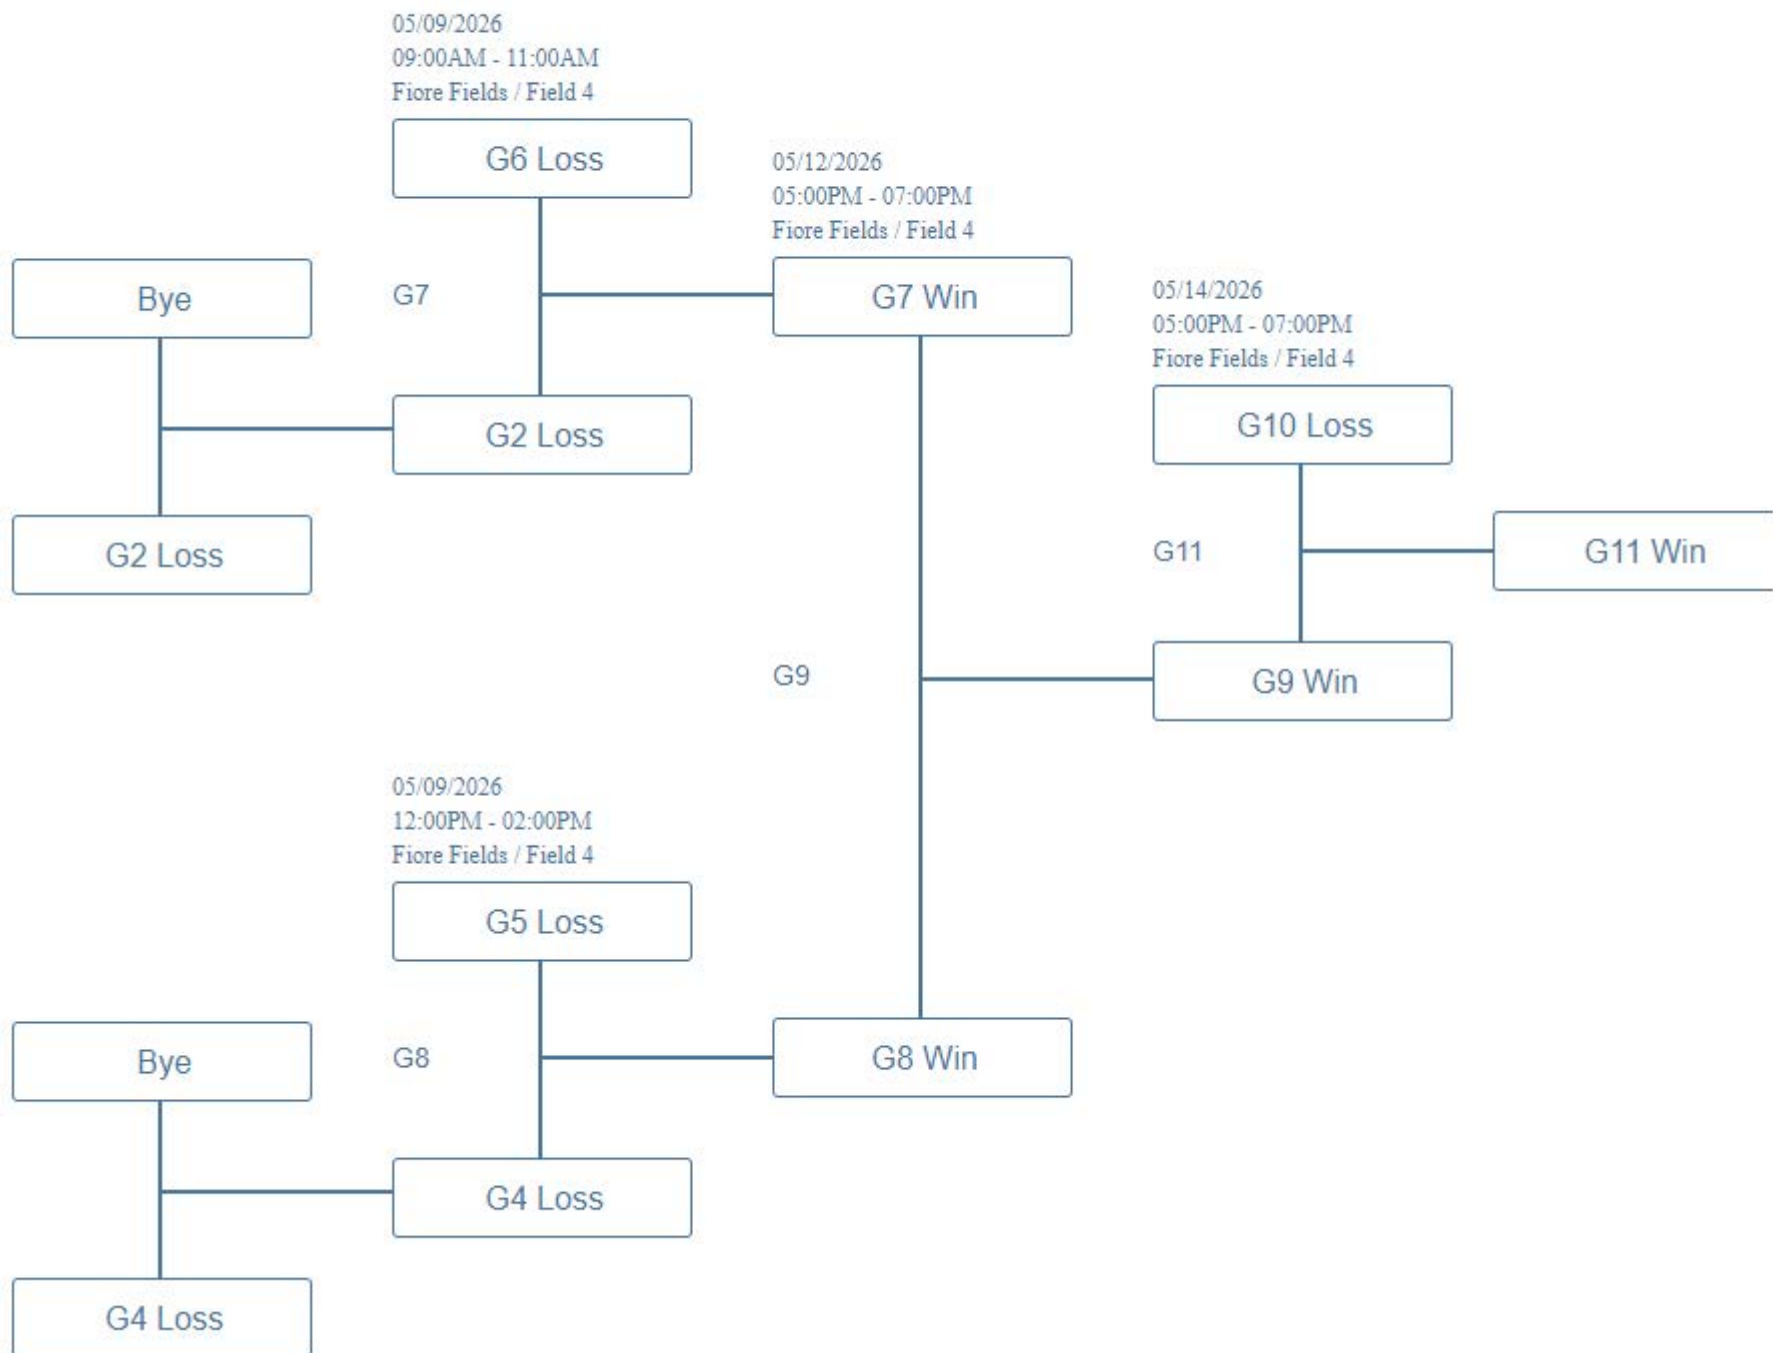 05/09/2026
09:00AM - 11:00AM
Fiore Fields / Field 4
G6 Loss
05/12/2026
05:00PM - 07:00PM
Fiore Fields / Field 4
Bye
G7
G7 Win
05/14/2026
05:00PM - 07:00PM
Fiore Fields / Field 4
G2 Loss
G10 Loss
G2 Loss
G11
G11 Win
G9
G9 Win
05/09/2026
12:00PM - 02:00PM
Fiore Fields / Field 4
G5 Loss
Bye
G8
G8 Win
G4 Loss
G4 Loss